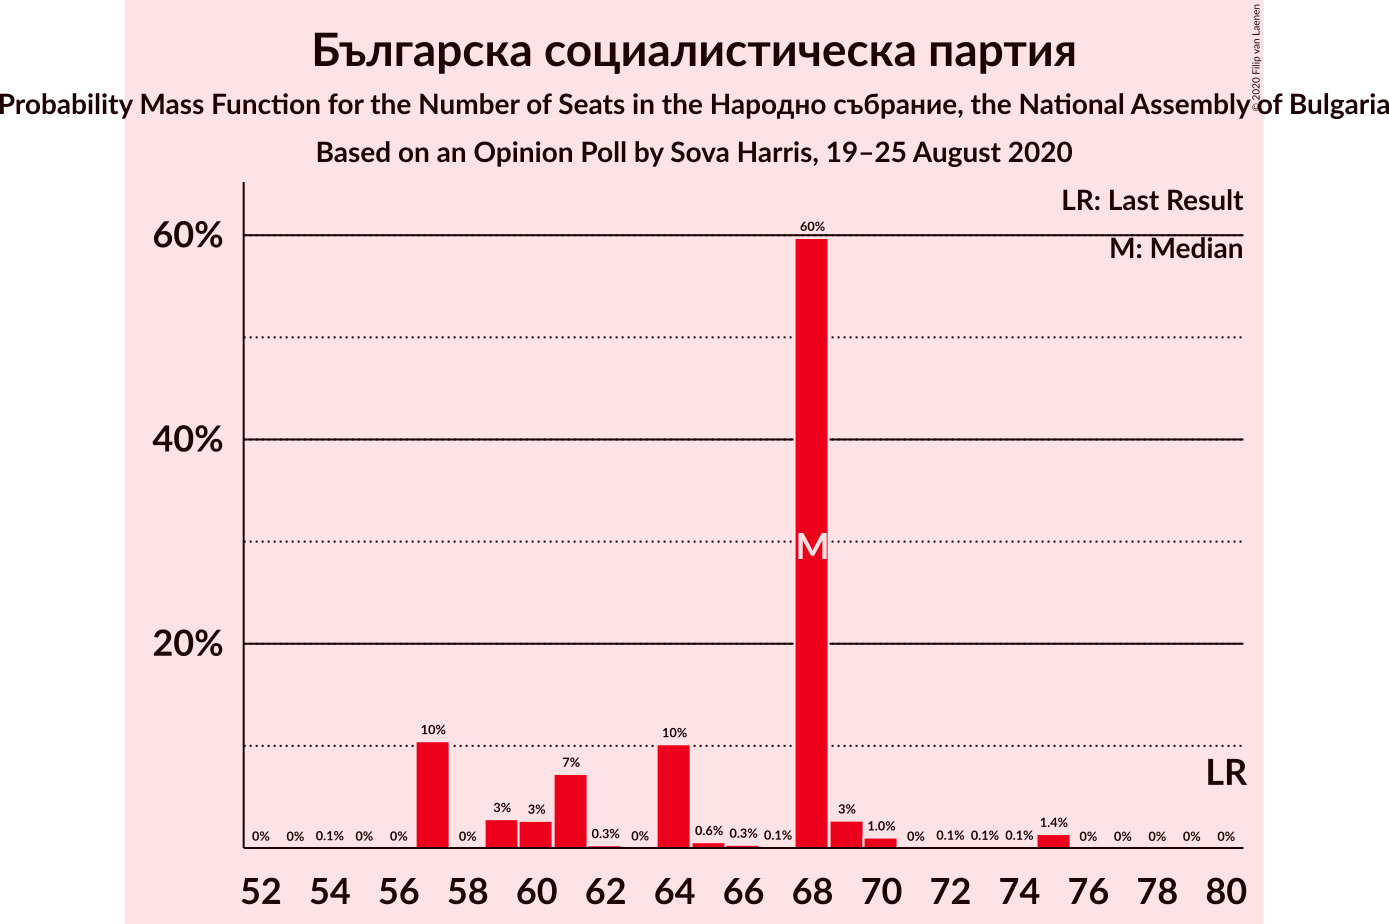 Българска социалистическа партия
Probability Mass Function for the Number of Seats in the Народно събрание, the National Assembly of Bulgaria
Based on an Opinion Poll by Sova Harris, 19–25 August 2020
© 2020 Filip van Laenen
LR: Last Result
M: Median
60%
40%
20%
0% 0% 0.1% 0% 0% 10% 0% 3% 3% 7% 0.3% 0% 10% 0.6% 0.3% 0.1% 60% 3% 1.0% 0% 0.1% 0.1% 0.1% 1.4% 0% 0% 0% 0% 0%
M
LR
52 54 56 58 60 62 64 66 68 70 72 74 76 78 80